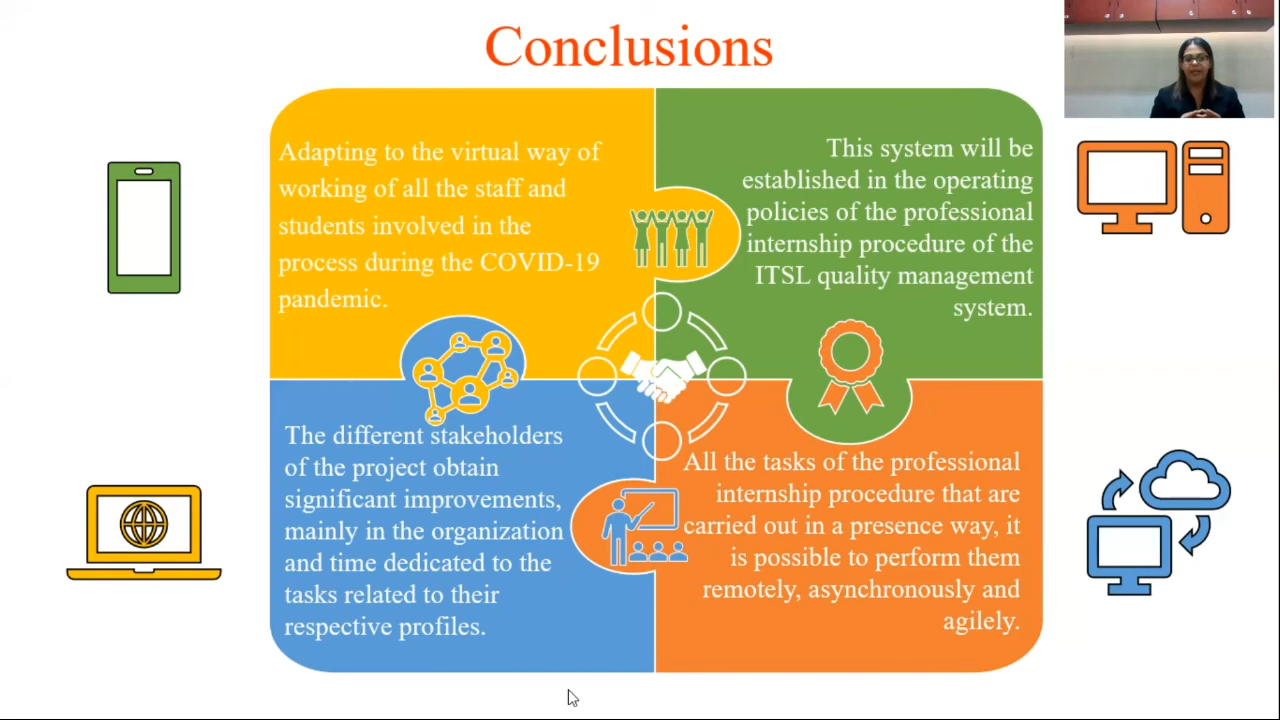 Conclusions
Adapting to the virtual way of
working of all the staff and
students involved in the
process during the COVID-19
pandemic.
This system will be
established in the operating
policies of the professional
internship procedure of the
ITSL quality management
system.
The different stakeholders
of the project obtain
significant improvements,
mainly in the organization
and time dedicated to the
tasks related to their
respective profiles.
All the tasks of the professional
internship procedure that are
carried out in a presence way, it
is possible to perform them
remotely, asynchronously and
agilely.